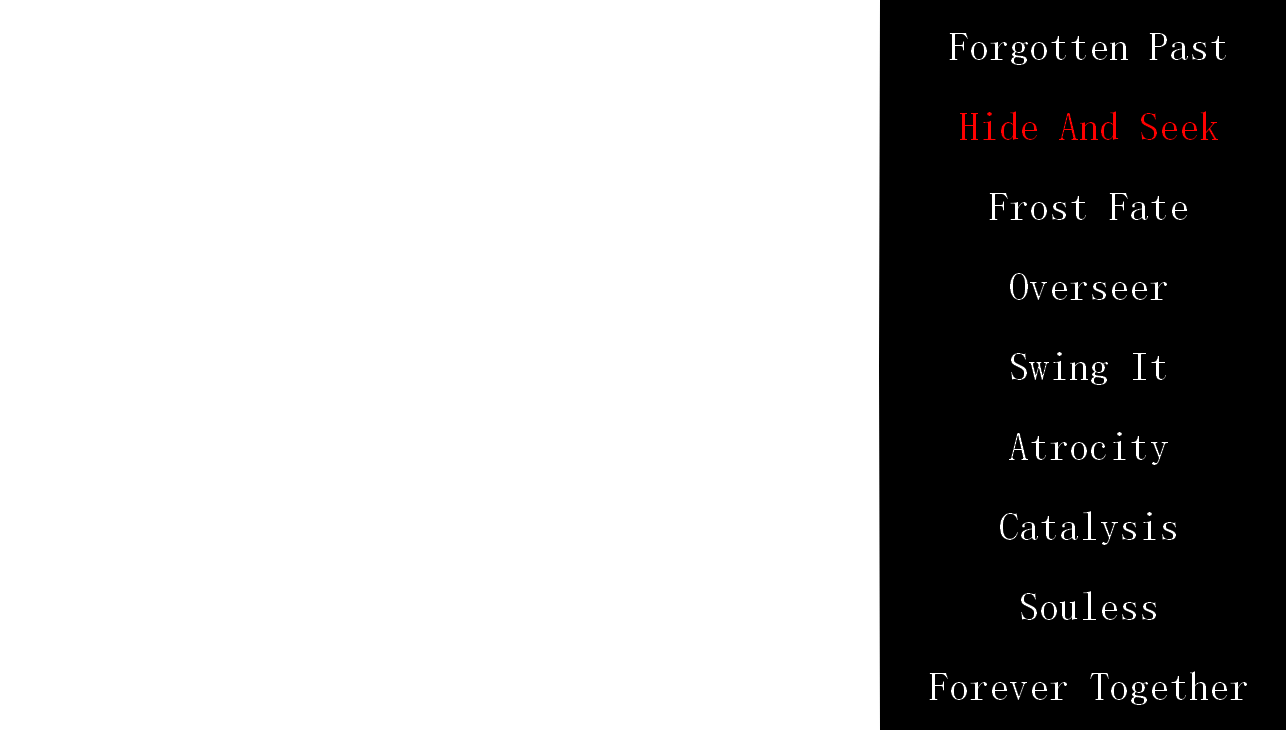 Forgotten Past
Hide And Seek
Frost Fate
Overseer
Swing It
Atrocity
Catalysis
Souless
Forever Together